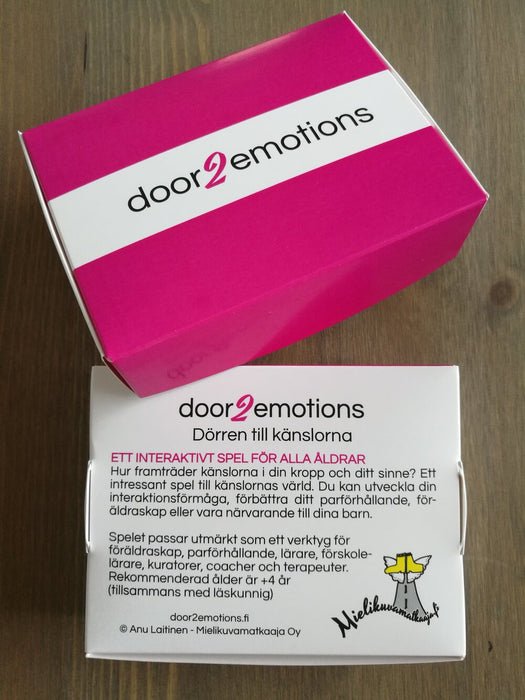 door2emotions
door2emotions
Dörren till känslorna
ETT INTERAKTIVT SPEL FÖR ALLA ÅLDRAR
Hur framträder känslorna i din kropp och ditt sinne? Ett
intressant spel till känslornas värld. Du kan utveckla din
interaktionsförmåga, förbättra ditt parförhållande, för-
äldraskap eller vara närvarande till dina barn.
Spelet passar utmärkt som ett verktyg för
föräldraskap, parförhållande, lärare, förskole-
lärare, kuratorer, coacher och terapeuter.
Rekommenderad ålder är +4 år
(tillsammans med läskunnig)
door2emotions.fi
© Anu Laitinen - Mielikuvamatkaaja Oy
Mielikuvamatkaaja.fi